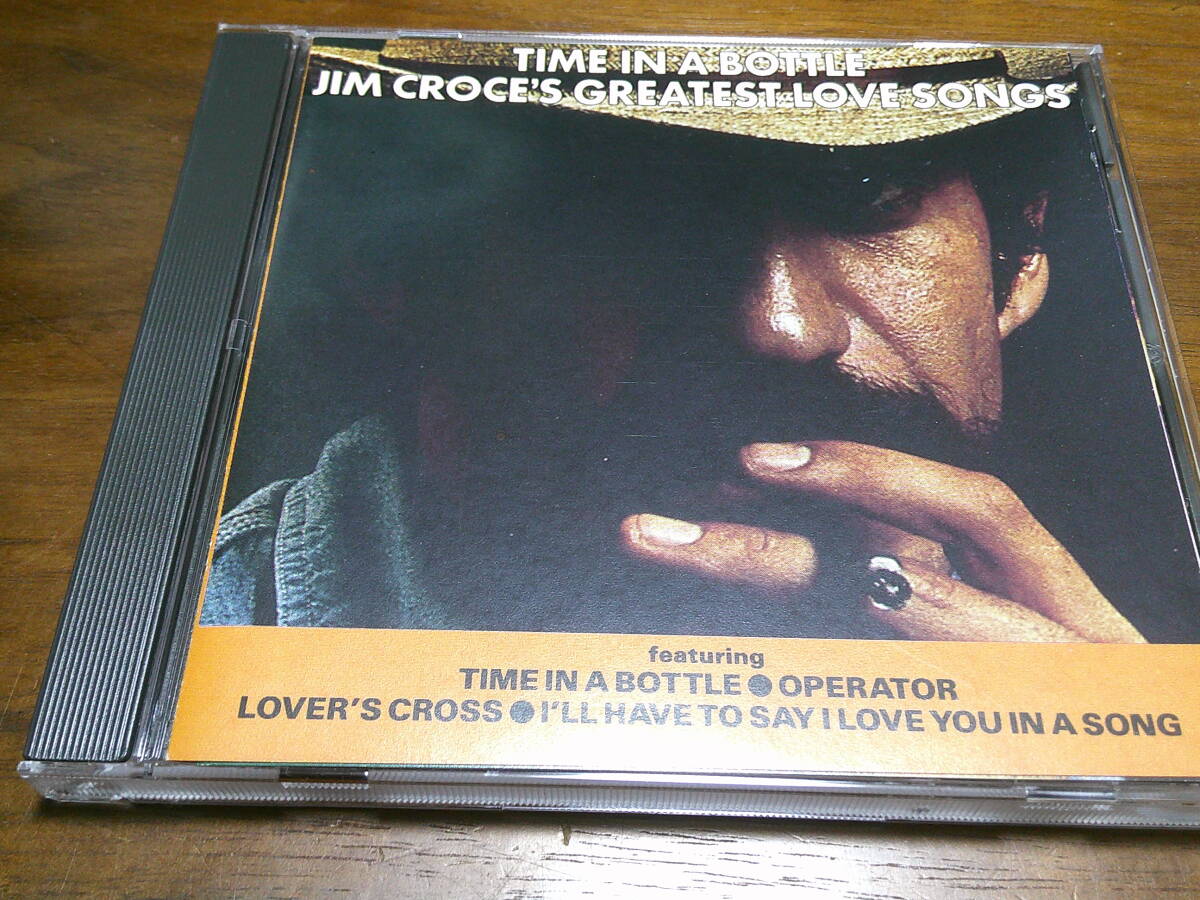 TIME IN A BOTTLE
JIM CROCE'S GREATEST LOVE SONGS
featuring
TIME IN A BOTTLE ● OPERATOR
LOVER'S CROSS ● I'LL HAVE TO SAY I LOVE YOU IN A SONG